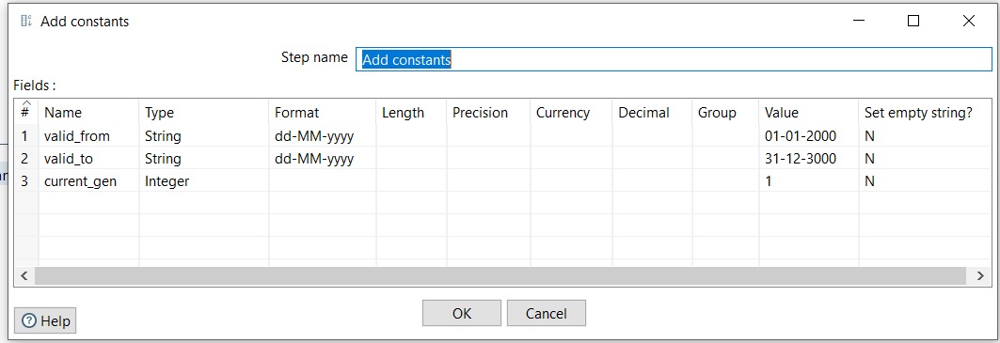 Add constants
Step name Add constants
Fields :
# Name Type Format Length Precision Currency Decimal Group Value Set empty string?
1 valid_from String dd-MM-yyyy 01-01-2000 N
2 valid_to String dd-MM-yyyy 31-12-3000 N
3 current_gen Integer 1 N
OK Cancel
Help